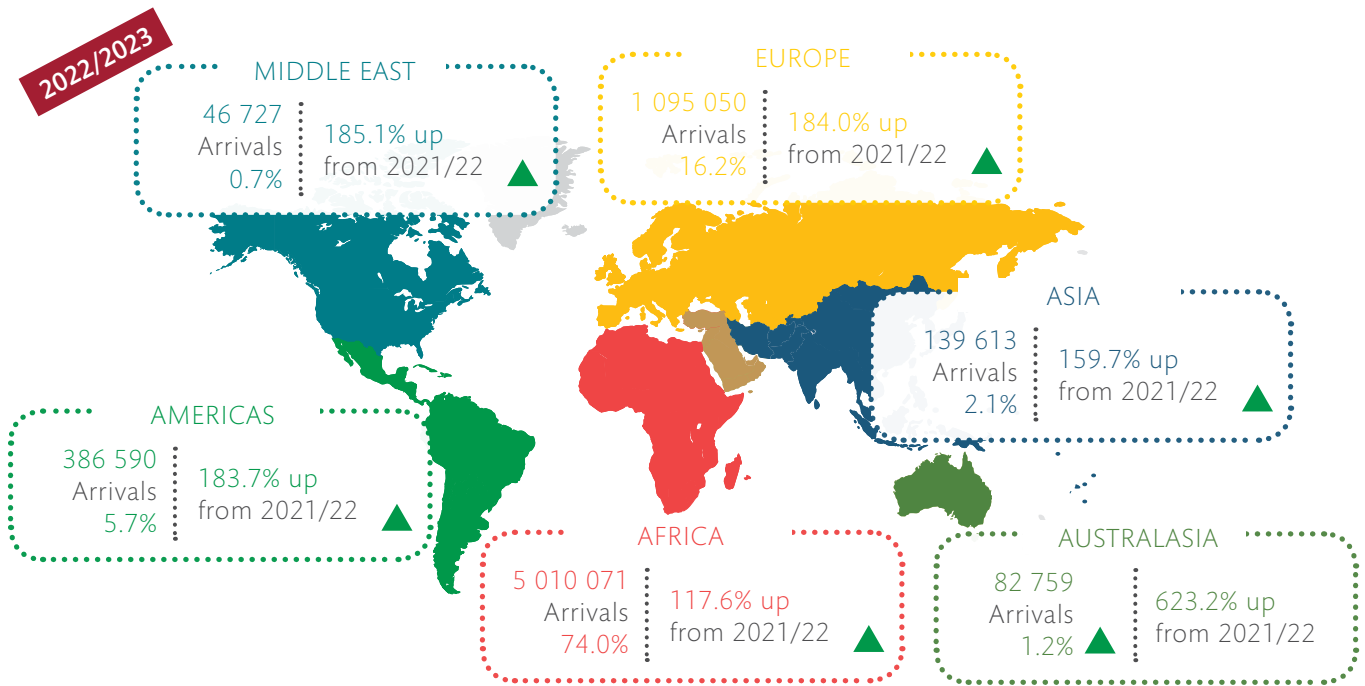 2022/2023
MIDDLE EAST
46 727
Arrivals
0.7%
185.1% up
from 2021/22
EUROPE
1 095 050
Arrivals
16.2%
184.0% up
from 2021/22
ASIA
139 613
Arrivals
2.1%
159.7% up
from 2021/22
AMERICAS
386 590
Arrivals
5.7%
183.7% up
from 2021/22
AFRICA
5 010 071
Arrivals
74.0%
117.6% up
from 2021/22
AUSTRALASIA
82 759
Arrivals
1.2%
623.2% up
from 2021/22